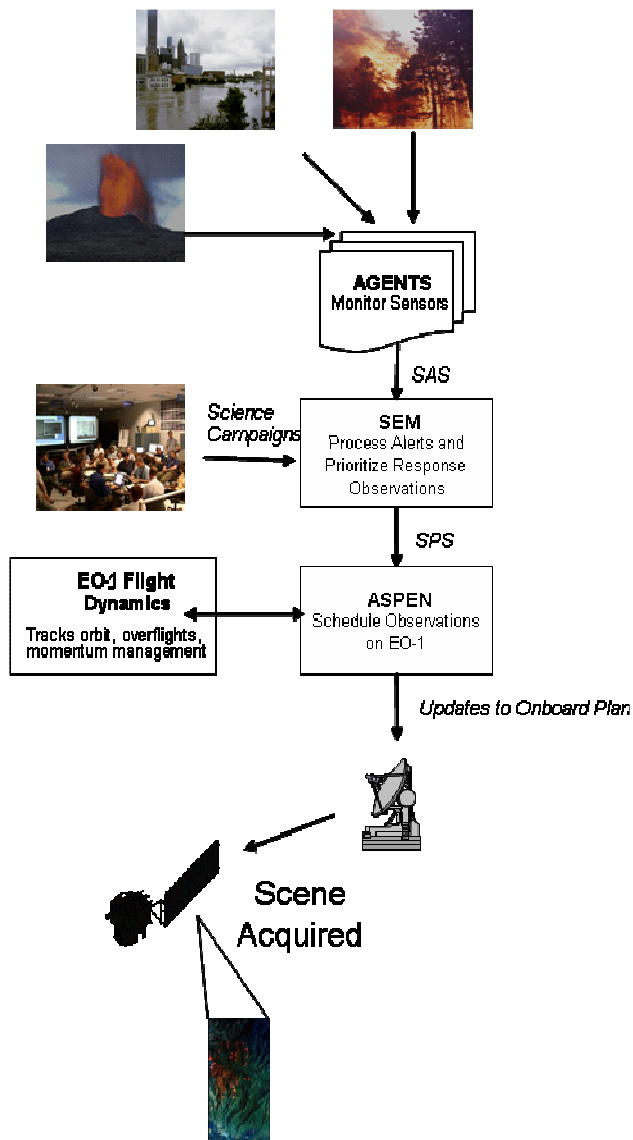 AGENTS
Monitor Sensors
SAS
Science
Campaigns
SEM
Process Alerts and
Prioritize Response
Observations
SPS
EO-1 Flight
Dynamics
Tracks orbit, overflights,
momentum management
ASPEN
Schedule Observations
on EO-1
Updates to Onboard Plan
Scene
Acquired